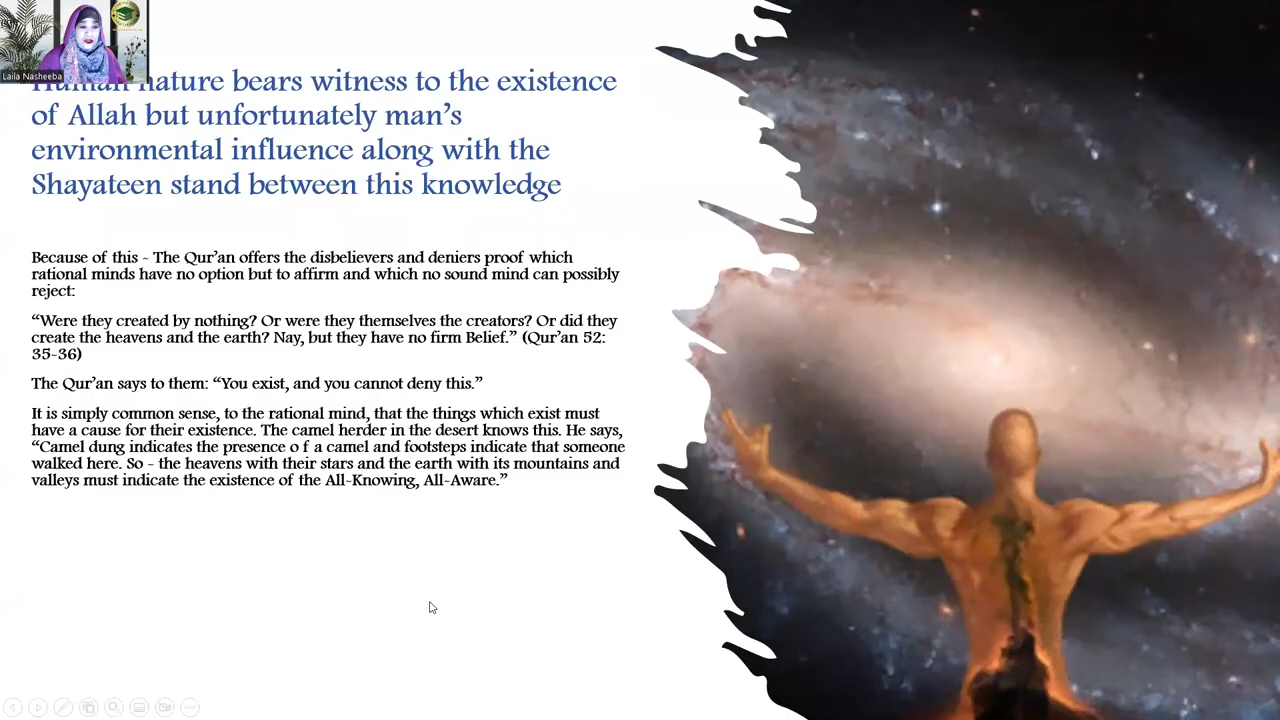 Laila Nasheeba
nature bears witness to the existence
of Allah but unfortunately man's
environmental influence along with the
Shayateen stand between this knowledge
Because of this - The Qur'an offers the disbelievers and deniers proof which
rational minds have no option but to affirm and which no sound mind can possibly
reject:
“Were they created by nothing? Or were they themselves the creators? Or did they
create the heavens and the earth? Nay, but they have no firm Belief.” (Qur'an 52:
35-36)
The Qur'an says to them: “You exist, and you cannot deny this.”
It is simply common sense, to the rational mind, that the things which exist must
have a cause for their existence. The camel herder in the desert knows this. He says,
“Camel dung indicates the presence o f a camel and footsteps indicate that someone
walked here. So - the heavens with their stars and the earth with its mountains and
valleys must indicate the existence of the All-Knowing, All-Aware.”